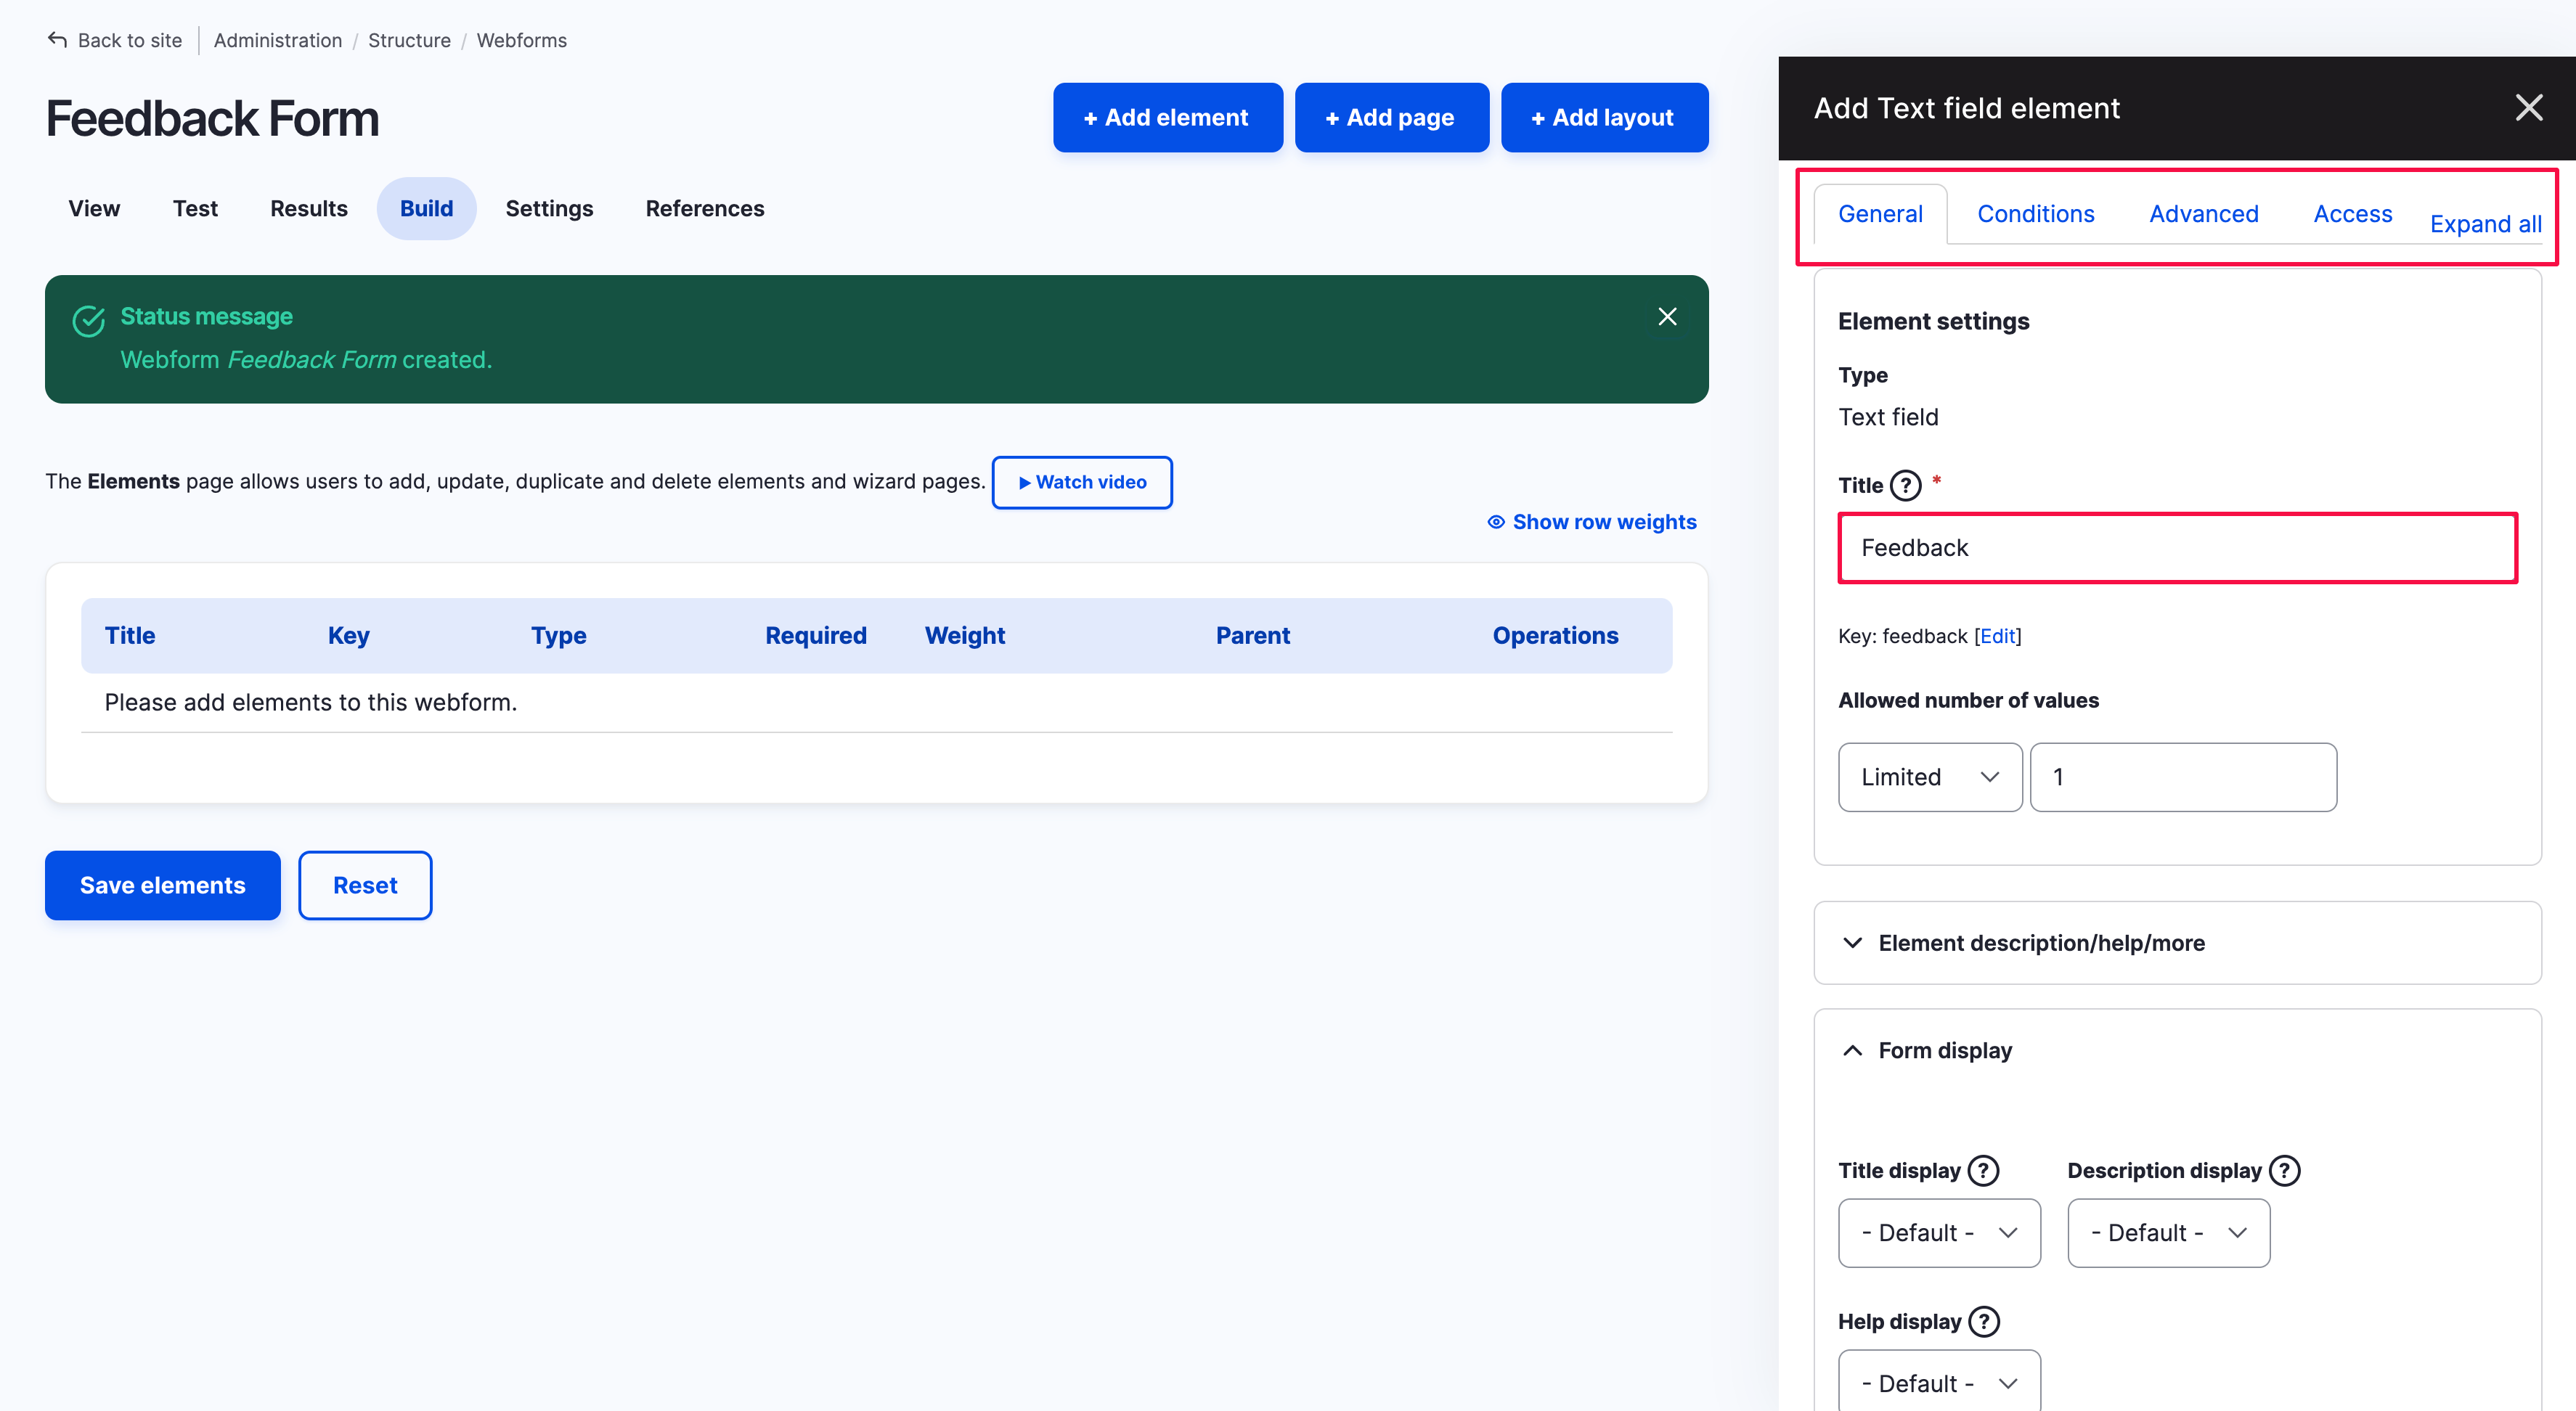 Back to site Administration / Structure / Webforms
Feedback Form
+ Add element + Add page + Add layout
View Test Results Build Settings References
Status message
Webform Feedback Form created.
The Elements page allows users to add, update, duplicate and delete elements and wizard pages. Watch video
Show row weights
Title Key Type Required Weight Parent Operations
Please add elements to this webform.
Save elements Reset
Add Text field element
General Conditions Advanced Access Expand all
Element settings
Type
Text field
Title ? *
Feedback
Key: feedback [Edit]
Allowed number of values
Limited 1
Element description/help/more
Form display
Title display ? Description display ?
- Default - - Default -
Help display ?
- Default -